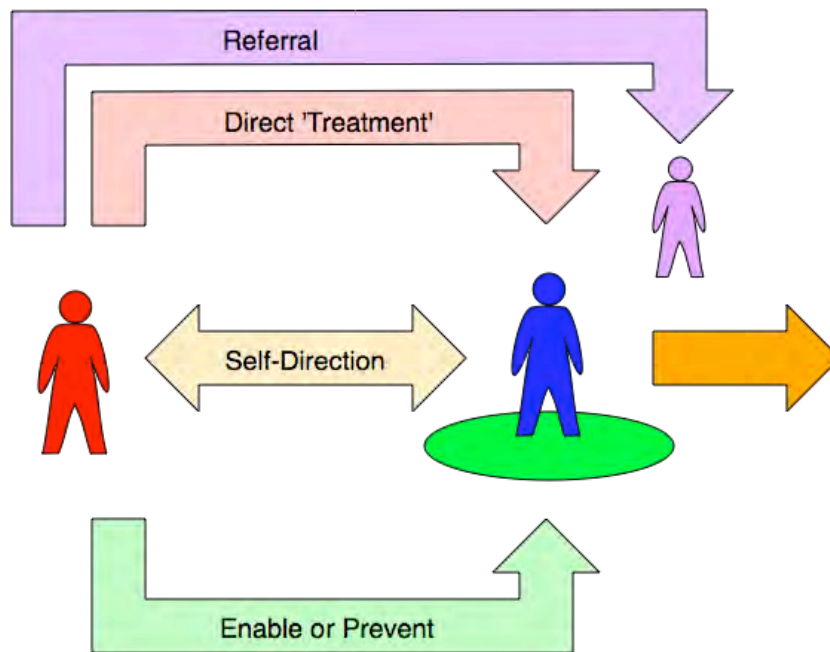 Referral
Direct 'Treatment'
Self-Direction
Enable or Prevent